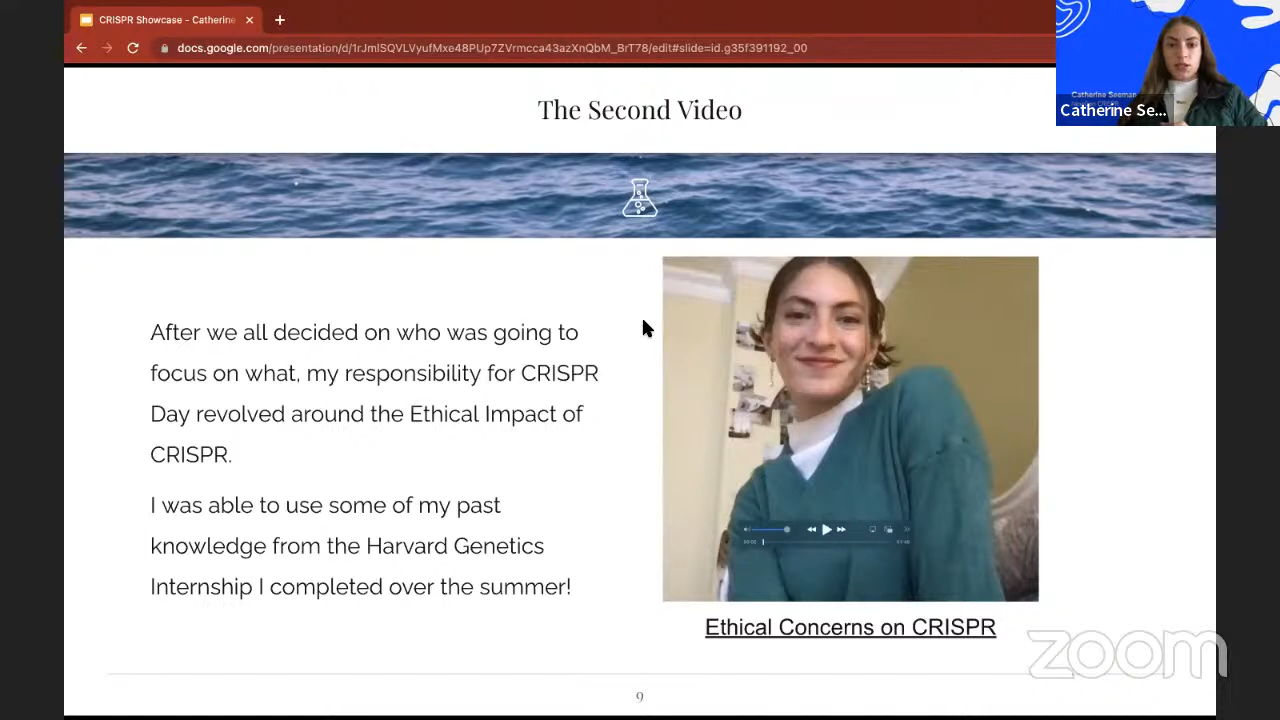 CRISPR Showcase - Catherine
docs.google.com/presentation/d/1rJmlSQVLVyufMxe48PUp7ZVrmcca43azXnQbM_BrT78/edit#slide=id.g35f391192_00
Catherine Seeman
Catherine Se...
The Second Video
After we all decided on who was going to
focus on what, my responsibility for CRISPR
Day revolved around the Ethical Impact of
CRISPR.
I was able to use some of my past
knowledge from the Harvard Genetics
Internship I completed over the summer!
Ethical Concerns on CRISPR
zoom
9